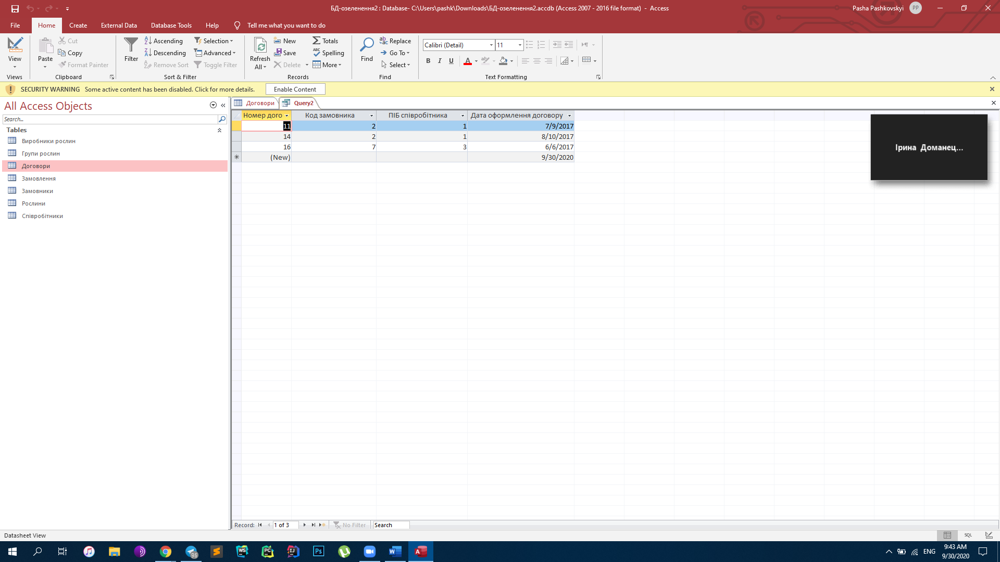 БД-озеленення2 : Database- C:\Users\pashk\Downloads\БД-озеленення2.accdb (Access 2007 - 2016 file format) - Access
Pasha Pashkovskyi PP
File Home Create External Data Database Tools Help Tell me what you want to do
View
Views
Paste
Cut
Copy
Format Painter
Clipboard
Filter
Ascending
Descending
Remove Sort
Selection
Advanced
Toggle Filter
Sort & Filter
Refresh All
New
Save
Delete
Totals
Spelling
More
Records
Find
Replace
Go To
Select
Find
Calibri (Detail) 11
B I U A
Text Formatting
SECURITY WARNING Some active content has been disabled. Click for more details. Enable Content
All Access Objects
Search...
Tables
Виробники рослин
Групи рослин
Договори
Замовлення
Замовники
Рослини
Співробітники
Договори Query2
Номер дого Код замовника ПІБ співробітника Дата оформлення договору
11 2 1 7/9/2017
14 2 1 8/10/2017
16 7 3 6/6/2017
(New) 9/30/2020
Ірина Доманец...
Record: 1 of 3 No Filter Search
Datasheet View
SQL
96
WS
PC
IJ
Ps
W
A
ENG
9:43 AM
9/30/2020